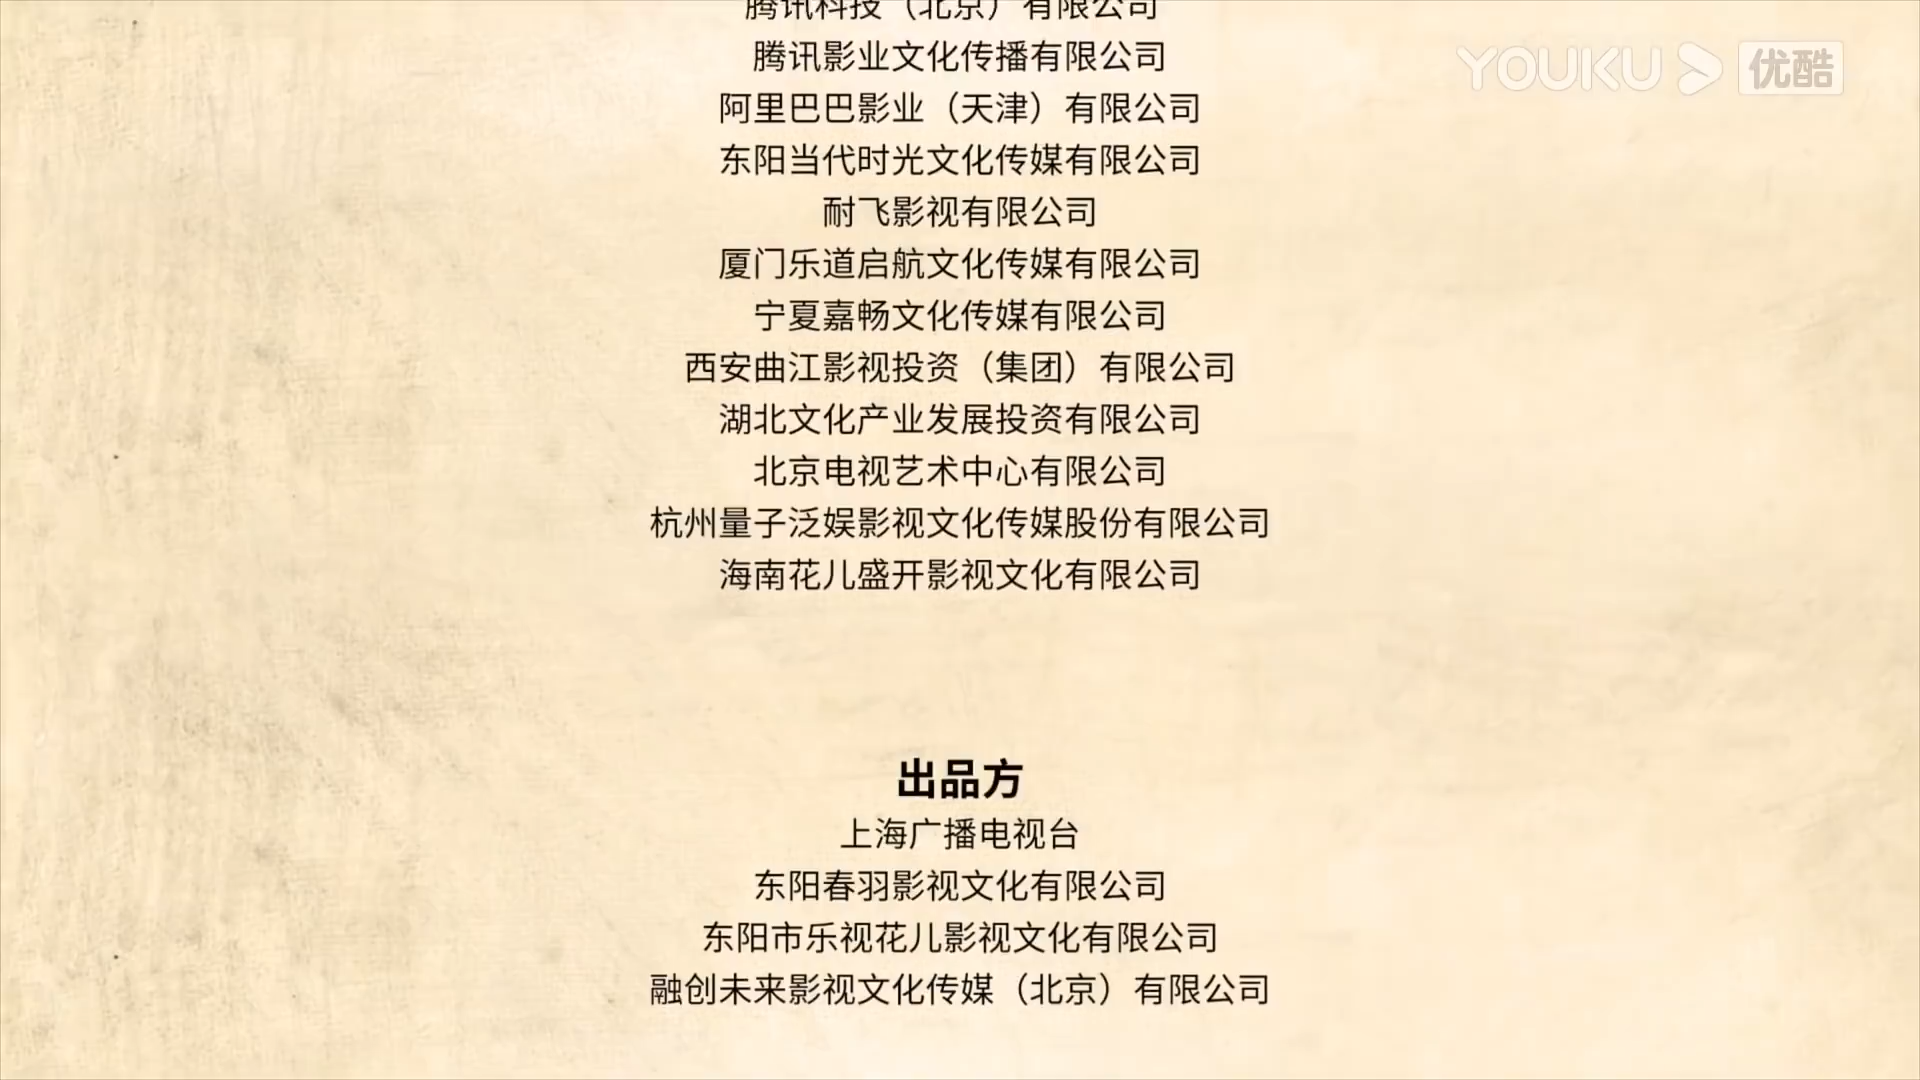 腾讯科技（北京）有限公司
腾讯影业文化传播有限公司
YOUKU 优酷
阿里巴巴影业（天津）有限公司
东阳当代时光文化传媒有限公司
耐飞影视有限公司
厦门乐道启航文化传媒有限公司
宁夏嘉畅文化传媒有限公司
西安曲江影视投资（集团）有限公司
湖北文化产业发展投资有限公司
北京电视艺术中心有限公司
杭州量子泛娱影视文化传媒股份有限公司
海南花儿盛开影视文化有限公司
出品方
上海广播电视台
东阳春羽影视文化有限公司
东阳市乐视花儿影视文化有限公司
融创未来影视文化传媒（北京）有限公司